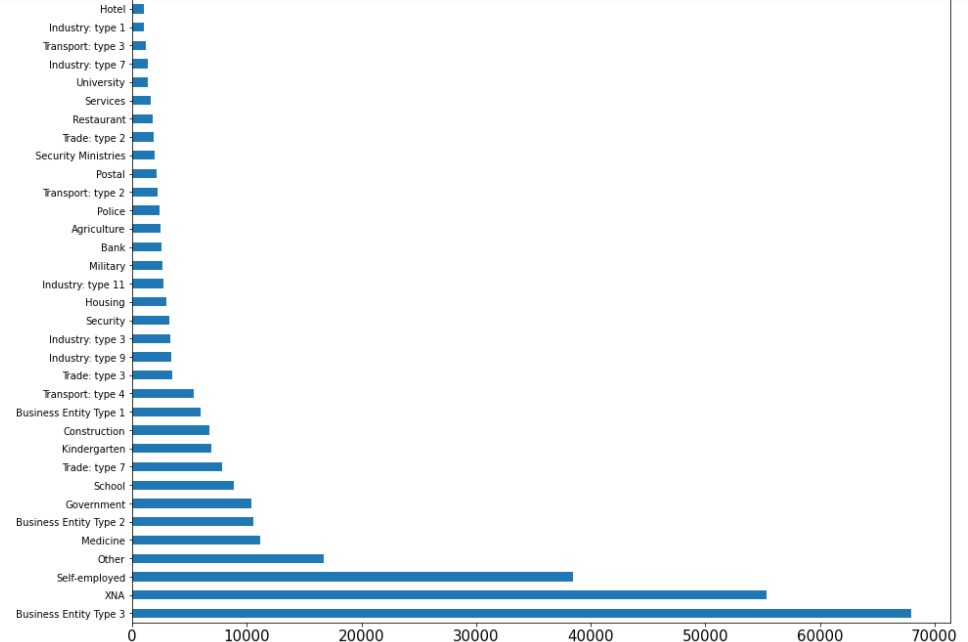 Hotel
Industry: type 1
Transport: type 3
Industry: type 7
University
Services
Restaurant
Trade: type 2
Security Ministries
Postal
Transport: type 2
Police
Agriculture
Bank
Military
Industry: type 11
Housing
Security
Industry: type 3
Industry: type 9
Trade: type 3
Transport: type 4
Business Entity Type 1
Construction
Kindergarten
Trade: type 7
School
Government
Business Entity Type 2
Medicine
Other
Self-employed
XNA
Business Entity Type 3
0 10000 20000 30000 40000 50000 60000 70000